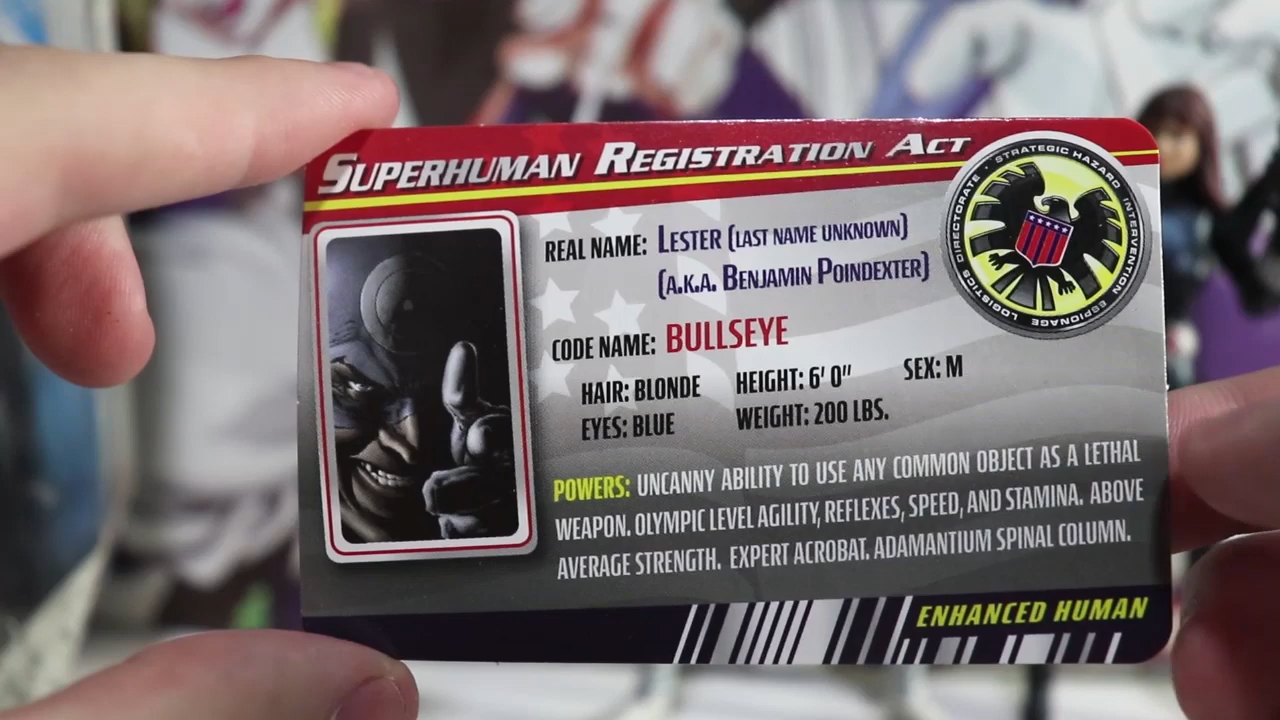 SUPERHUMAN REGISTRATION ACT
STRATEGIC HAZARD INTERVENTION ESPIONAGE LOGISTICS DIRECTORATE
REAL NAME: LESTER (LAST NAME UNKNOWN)
(A.K.A. BENJAMIN POINDEXTER)
CODE NAME: BULLSEYE
HAIR: BLONDE HEIGHT: 6' 0" SEX: M
EYES: BLUE WEIGHT: 200 LBS.
POWERS: UNCANNY ABILITY TO USE ANY COMMON OBJECT AS A LETHAL
WEAPON. OLYMPIC LEVEL AGILITY, REFLEXES, SPEED, AND STAMINA. ABOVE
AVERAGE STRENGTH. EXPERT ACROBAT. ADAMANTIUM SPINAL COLUMN.
ENHANCED HUMAN